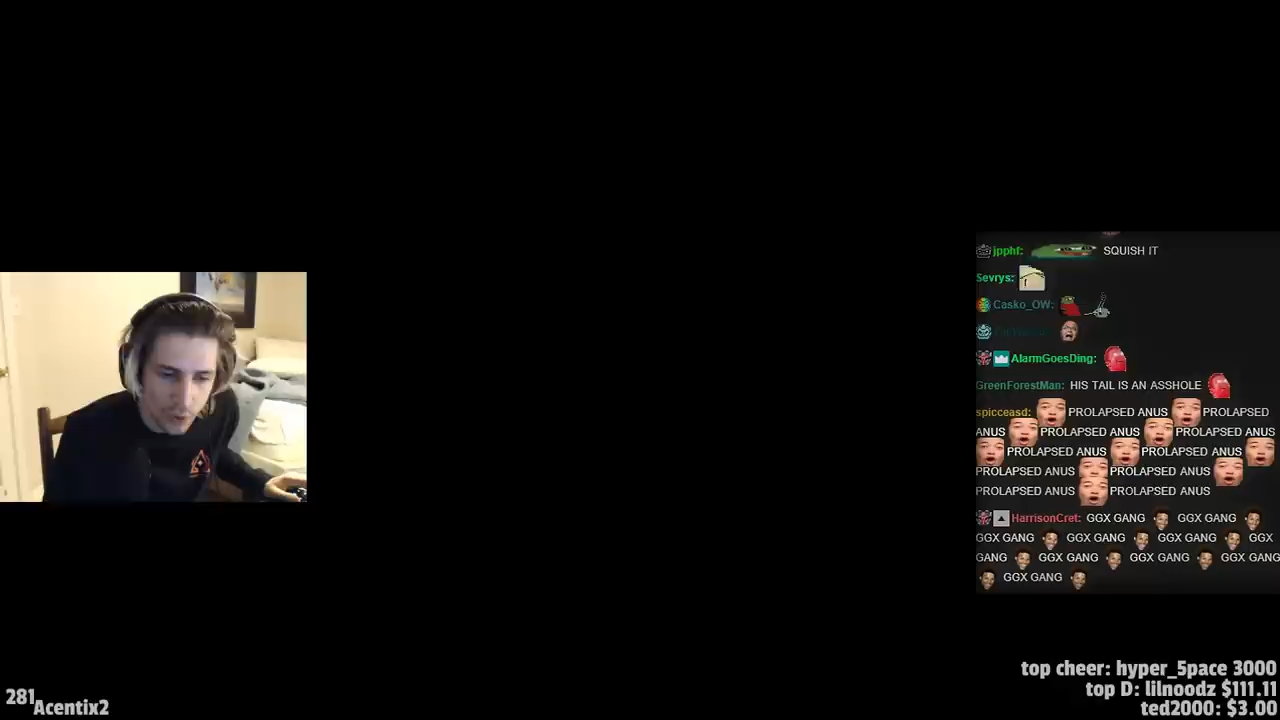 jpphf: SQUISH IT
Sevrys:
Casko_OW:
AlarmGoesDing:
GreenForestMan: HIS TAIL IS AN ASSHOLE
spicceasd: PROLAPSED ANUS PROLAPSED
ANUS PROLAPSED ANUS PROLAPSED ANUS
PROLAPSED ANUS PROLAPSED ANUS
PROLAPSED ANUS PROLAPSED ANUS
PROLAPSED ANUS PROLAPSED ANUS
HarrisonCret: GGX GANG GGX GANG
GGX GANG GGX GANG GGX GANG GGX
GANG GGX GANG GGX GANG GGX GANG
GGX GANG
top cheer: hyper_5pace 3000
top D: lilnoodz $111.11
ted2000: $3.00
281
Acentix2